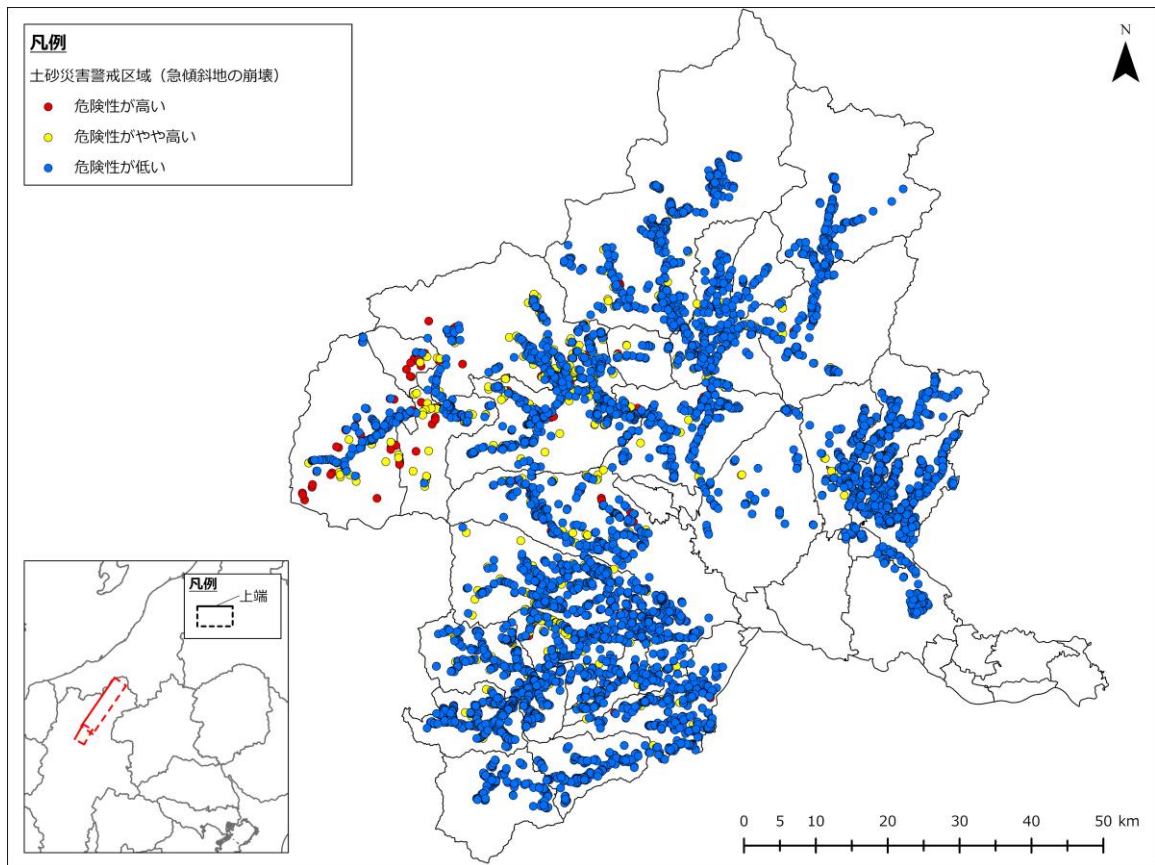 凡例
土砂災害警戒区域（急傾斜地の崩壊）
危険性が高い
危険性がやや高い
危険性が低い
N
凡例
上端
0 5 10 20 30 40 50 km